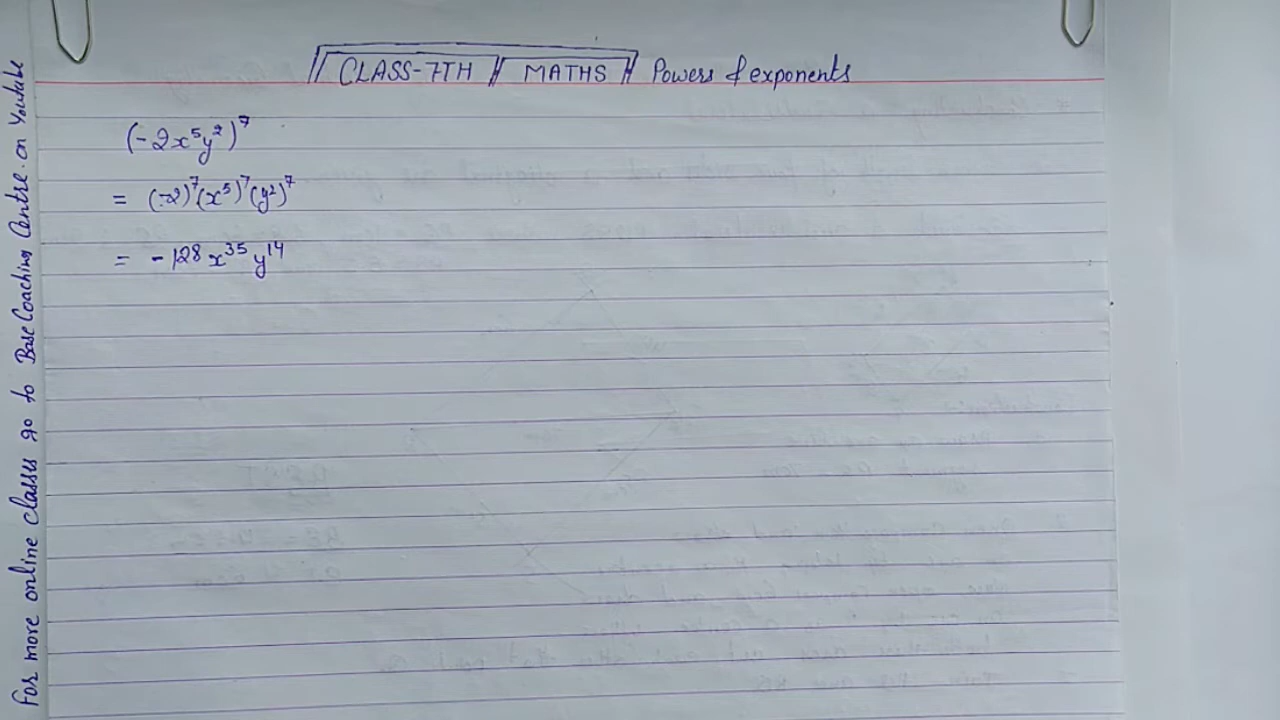 CLASS-7TH MATHS Powers & exponents
(-2x⁵y²)⁷
= (-2)⁷(x⁵)⁷(y²)⁷
= -128 x³⁵ y¹⁴
For more online classes go to Base Coaching Centre. on Youtube